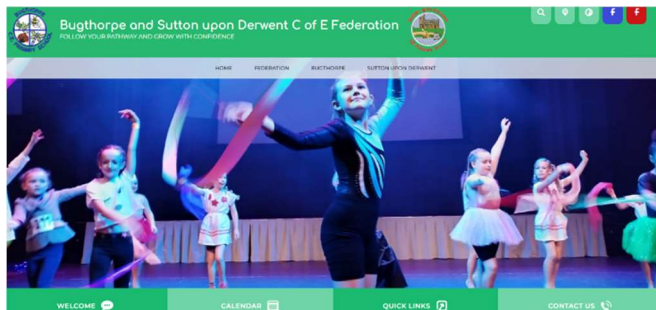 Bugthorpe and Sutton upon Derwent C of E Federation
FOLLOW YOUR PATHWAY AND GROW WITH CONFIDENCE
HOME FEDERATION BUGTHORPE SUTTON UPON DERWENT
WELCOME CALENDAR QUICK LINKS CONTACT US